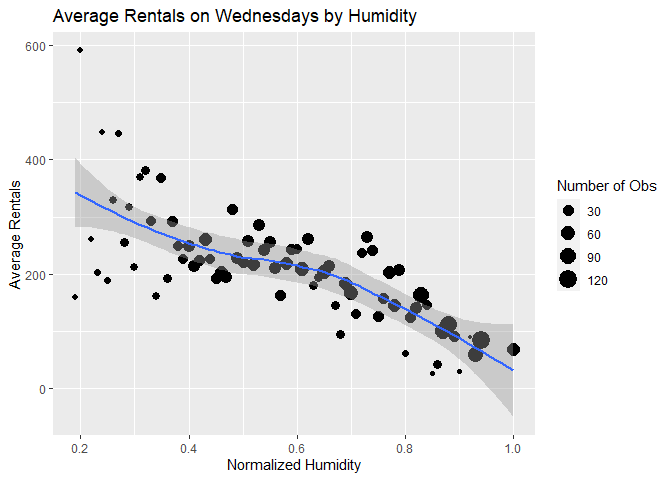 Average Rentals on Wednesdays by Humidity
600
400
200
0
Average Rentals
0.2 0.4 0.6 0.8 1.0
Normalized Humidity
Number of Obs
30
60
90
120